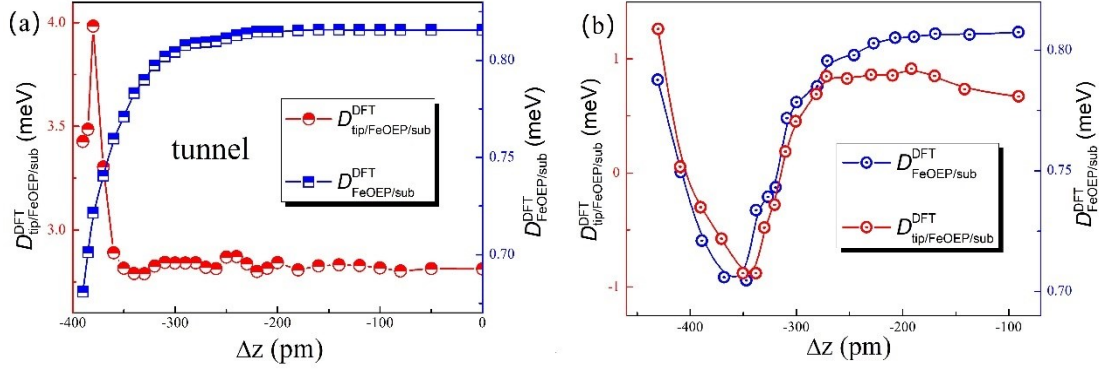 (a)
4.0
3.5
3.0
D^DFT_tip/FeOEP/sub (meV)
tunnel
D^DFT_tip/FeOEP/sub
D^DFT_FeOEP/sub
0.80
0.75
0.70
D^DFT_FeOEP/sub (meV)
-400 -300 -200 -100 0
Δz (pm)
(b)
1
0
-1
D^DFT_tip/FeOEP/sub (meV)
D^DFT_FeOEP/sub
D^DFT_tip/FeOEP/sub
0.80
0.75
0.70
D^DFT_FeOEP/sub (meV)
-400 -300 -200 -100
Δz (pm)